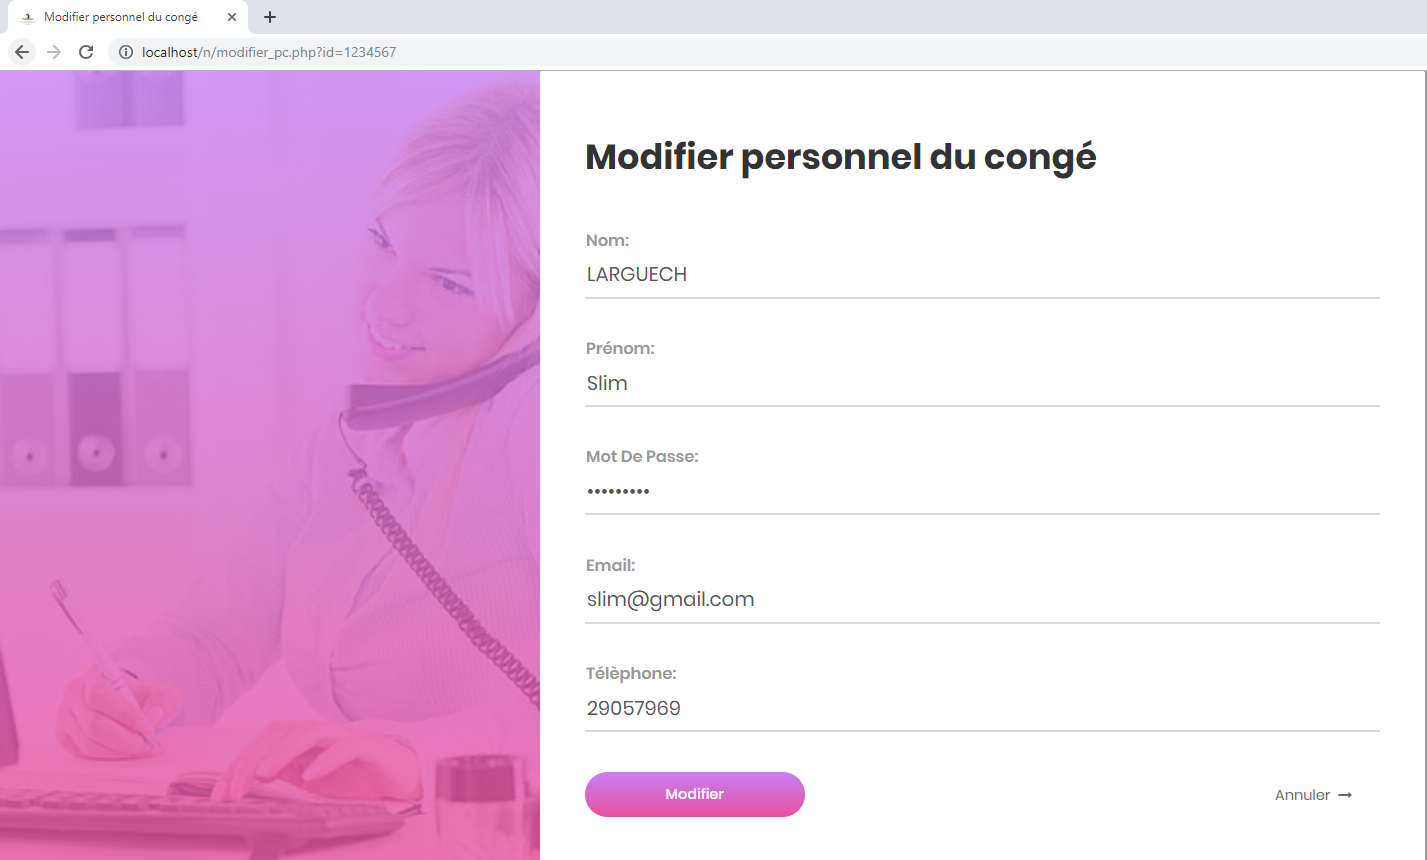 Modifier personnel du congé
localhost/n/modifier_pc.php?id=1234567
Modifier personnel du congé
Nom:
LARGUECH
Prénom:
Slim
Mot De Passe:
•••••••••
Email:
slim@gmail.com
Télèphone:
29057969
Modifier
Annuler →